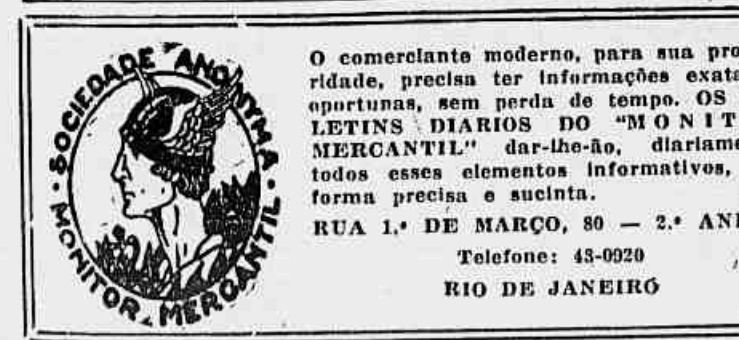 SOCIEDADE ANONYMA
MONITOR MERCANTIL
O comerciante moderno, para sua pro
ridade, precisa ter informações exata
oportunas, sem perda de tempo. OS
LETINS DIARIOS DO "MONIT
MERCANTIL" dar-lhe-ão, diariame
todos esses elementos informativos,
forma precisa e sucinta.
RUA 1.º DE MARÇO, 80 — 2.º AN
Telefone: 43-0920
RIO DE JANEIRO